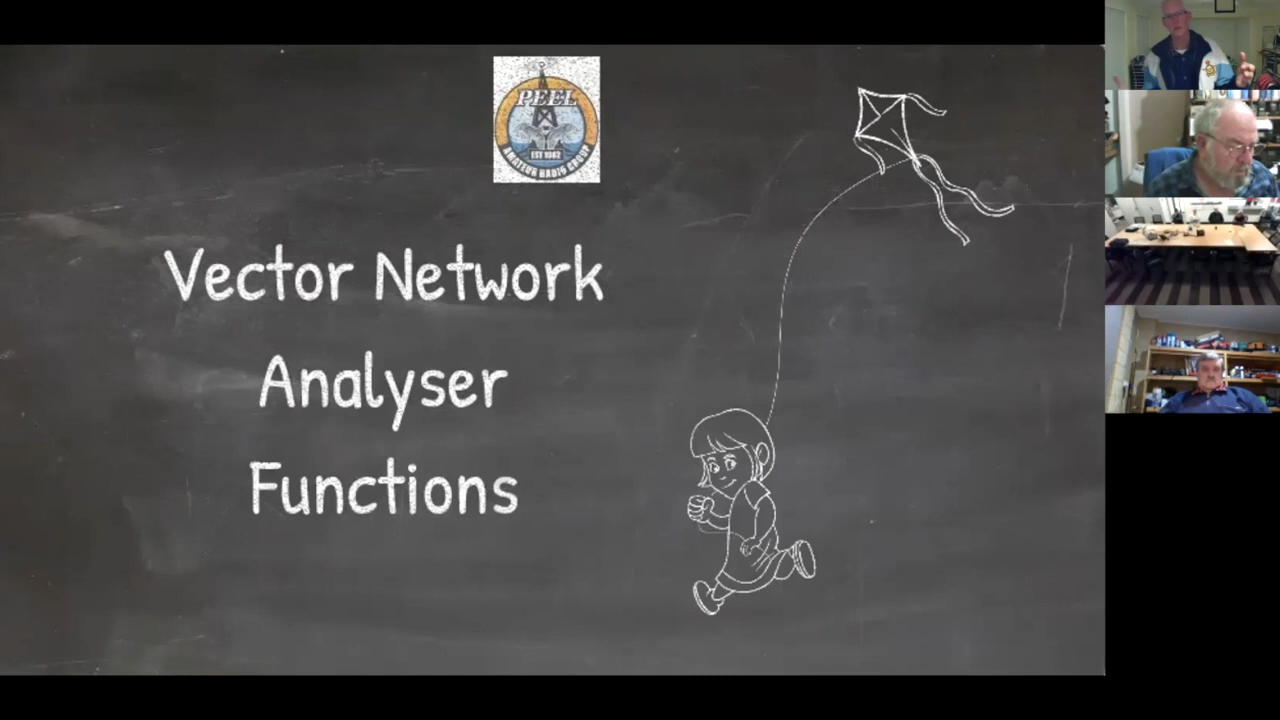 PEEL
EST 1982
AMATEUR RADIO GROUP
Vector Network
Analyser
Functions